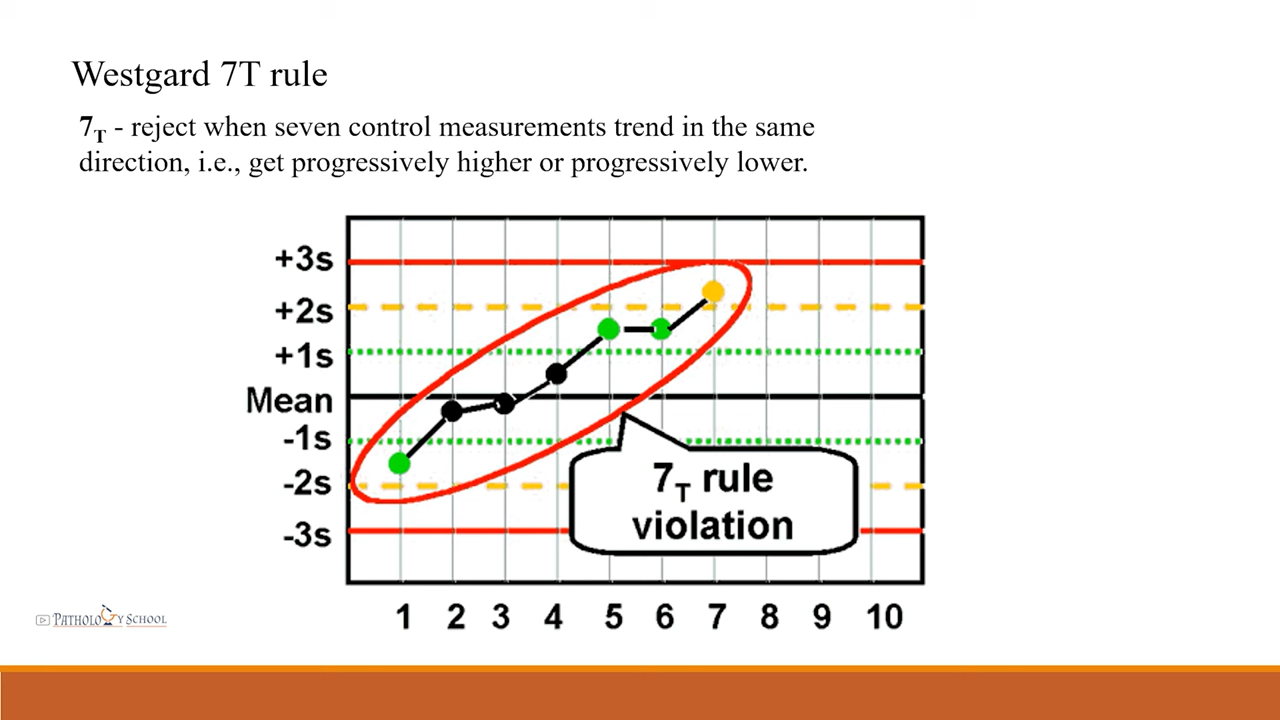 Westgard 7T rule
7T - reject when seven control measurements trend in the same
direction, i.e., get progressively higher or progressively lower.
+3s
+2s
+1s
Mean
-1s
-2s
-3s
7T rule
violation
1 2 3 4 5 6 7 8 9 10
PATHOLOGY SCHOOL